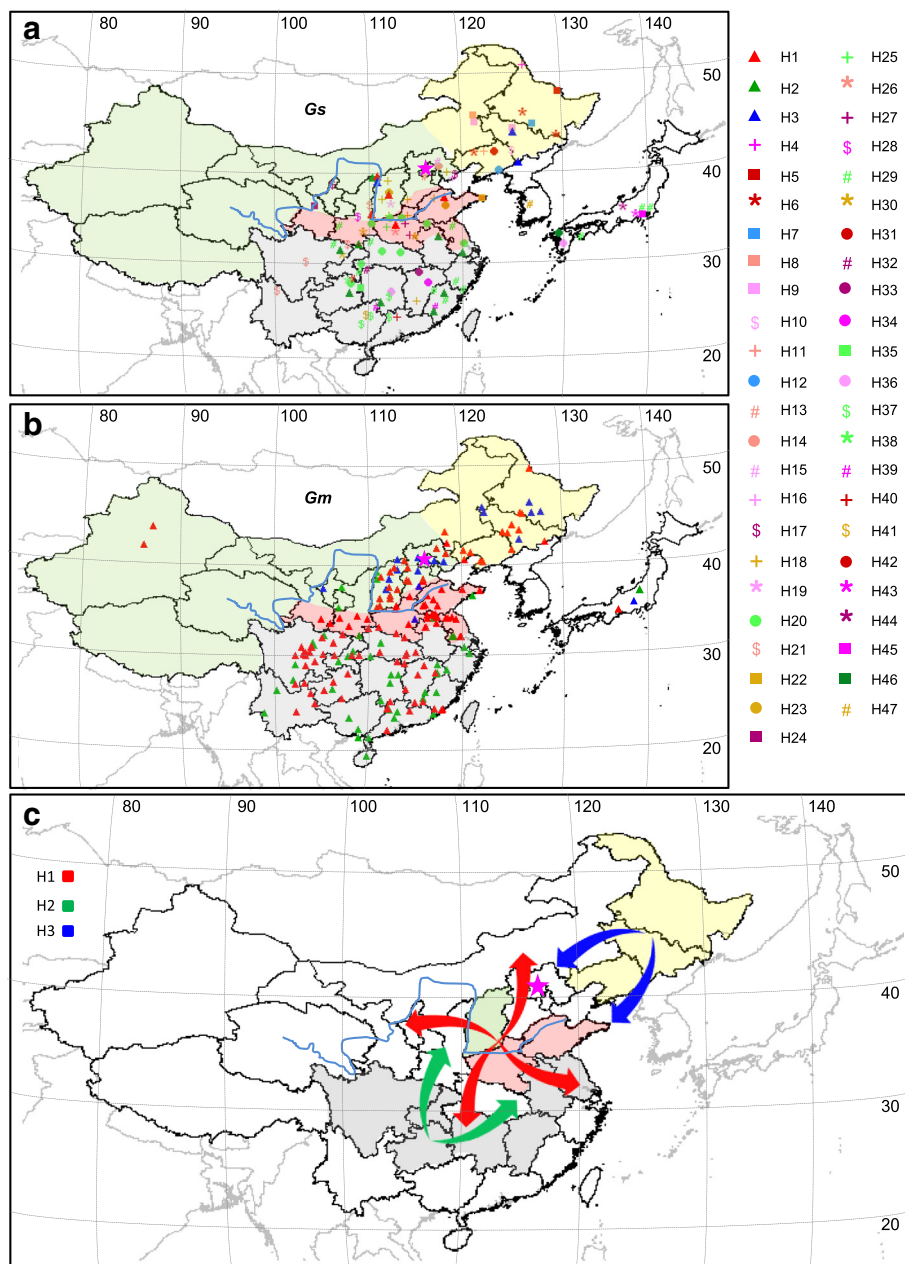 a
80 90 100 110 120 130 140
Gs
50
40
30
20
b
80 90 100 110 120 130 140
Gm
50
40
30
20
c
80 90 100 110 120 130 140
H1
H2
H3
50
40
30
20
H1
H2
H3
H4
H5
H6
H7
H8
H9
$ H10
H11
H12
# H13
H14
# H15
H16
$ H17
H18
* H19
H20
$ H21
H22
H23
H24
+ H25
* H26
+ H27
$ H28
# H29
* H30
H31
# H32
H33
H34
H35
H36
$ H37
* H38
# H39
+ H40
$ H41
H42
H43
* H44
H45
H46
# H47